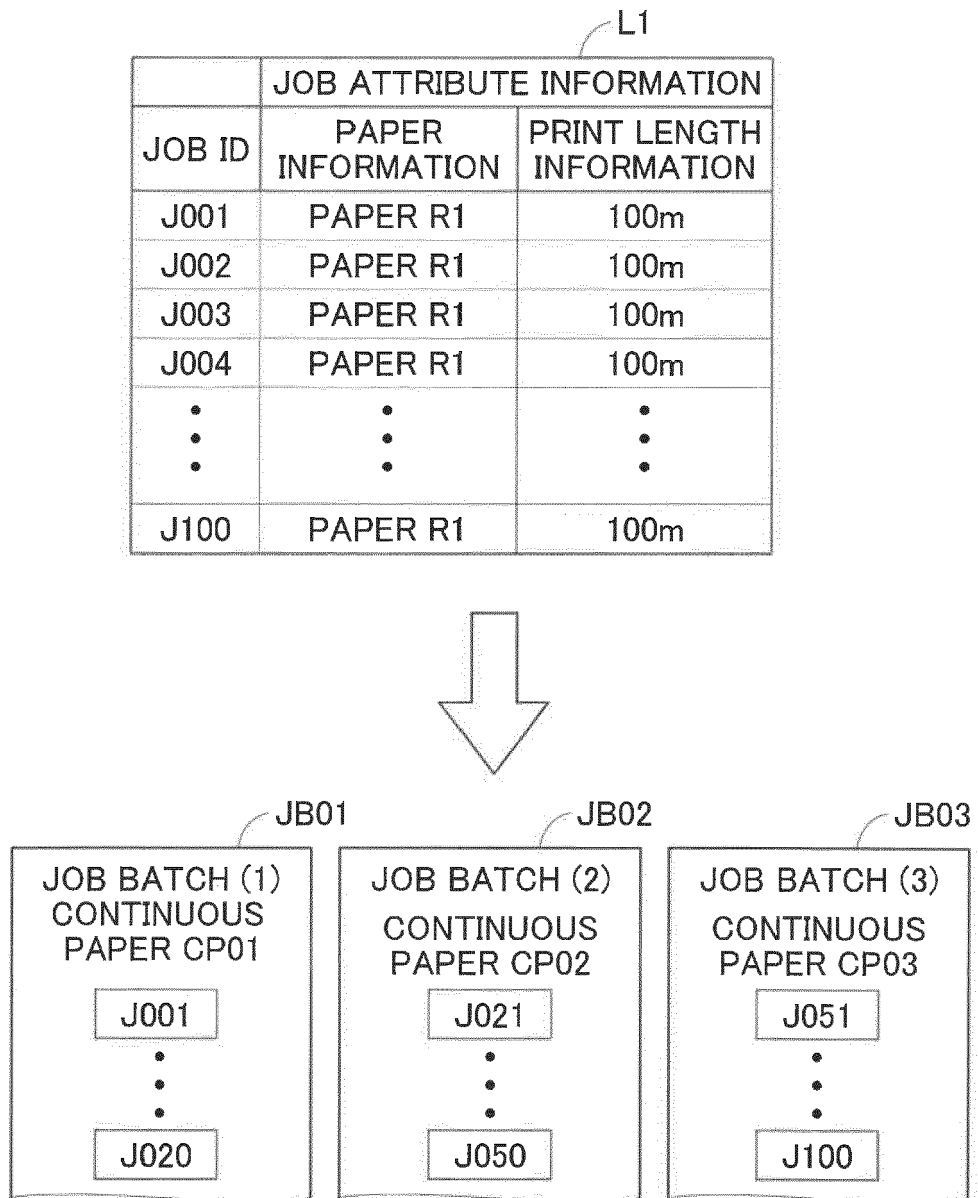 L1
JOB ATTRIBUTE INFORMATION
JOB ID PAPER INFORMATION PRINT LENGTH INFORMATION
J001 PAPER R1 100m
J002 PAPER R1 100m
J003 PAPER R1 100m
J004 PAPER R1 100m
J100 PAPER R1 100m
JB01
JOB BATCH (1)
CONTINUOUS
PAPER CP01
J001
J020
JB02
JOB BATCH (2)
CONTINUOUS
PAPER CP02
J021
J050
JB03
JOB BATCH (3)
CONTINUOUS
PAPER CP03
J051
J100